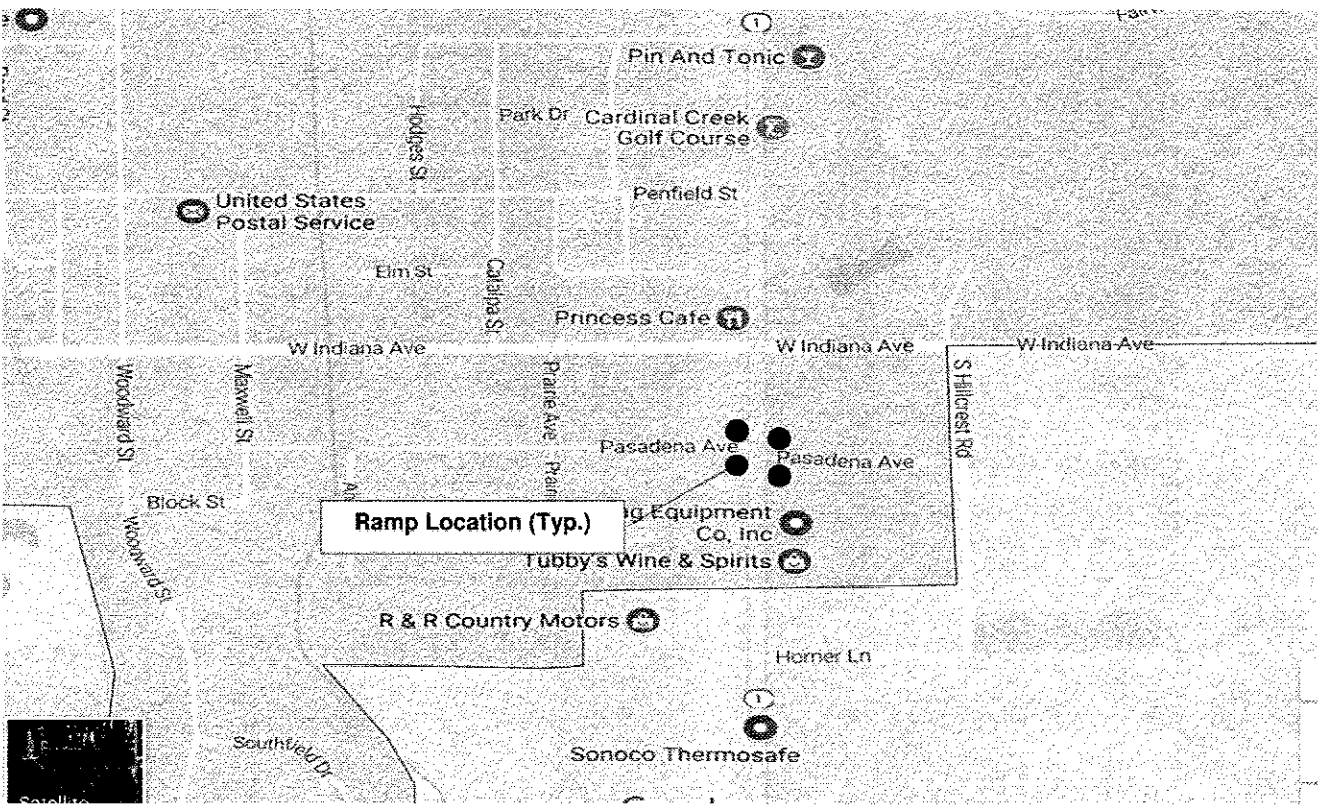 1
Pin And Tonic
Park Dr
Cardinal Creek
Golf Course
Hodges St
Penfield St
United States
Postal Service
Elm St
Catalpa St
Princess Cafe
W Indiana Ave
W Indiana Ave
W Indiana Ave
Woodward St
Maxwell St
Prairie Ave
S Hillcrest Rd
Pasadena Ave
Pasadena Ave
Block St
Ramp Location (Typ.)
Equipment
Co, Inc
Tubby's Wine & Spirits
Woodward St
R & R Country Motors
Horner Ln
1
Southfield Dr
Sonoco Thermosafe
Satellite